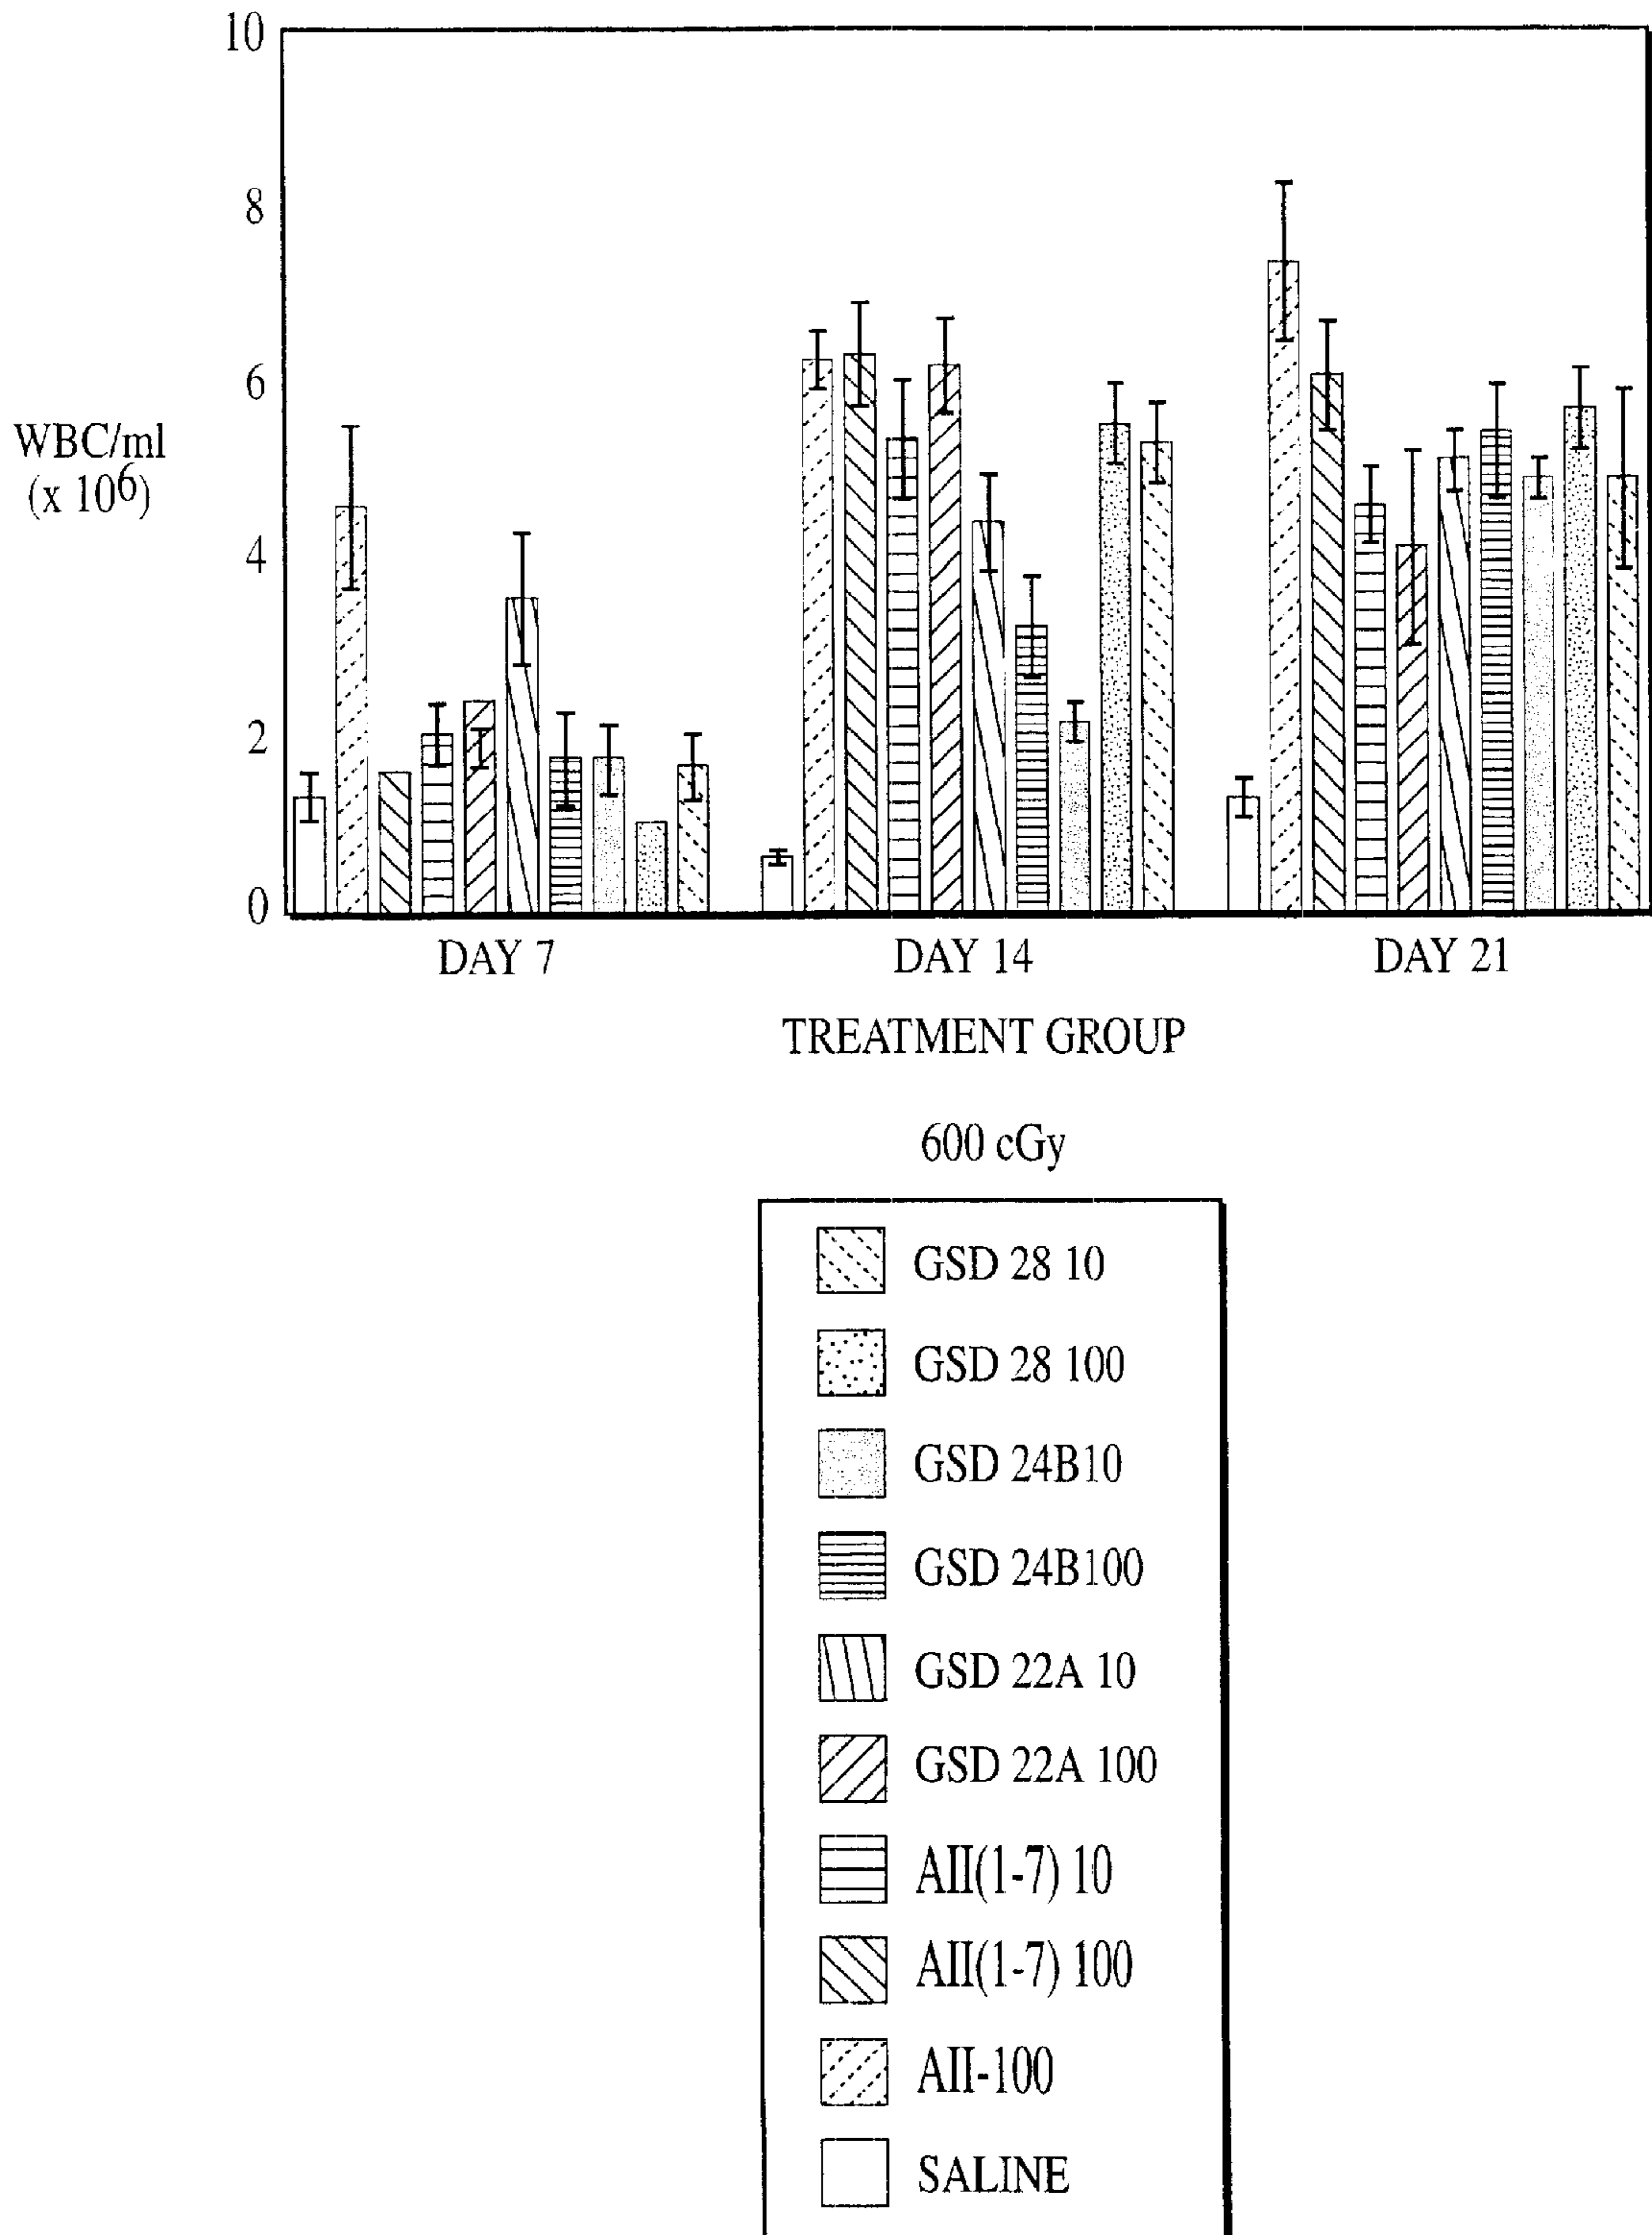 10
8
6
WBC/ml
(x 10⁶)
4
2
0
DAY 7 DAY 14 DAY 21
TREATMENT GROUP
600 cGy
GSD 28 10
GSD 28 100
GSD 24B10
GSD 24B100
GSD 22A 10
GSD 22A 100
AII(1-7) 10
AII(1-7) 100
AII-100
SALINE